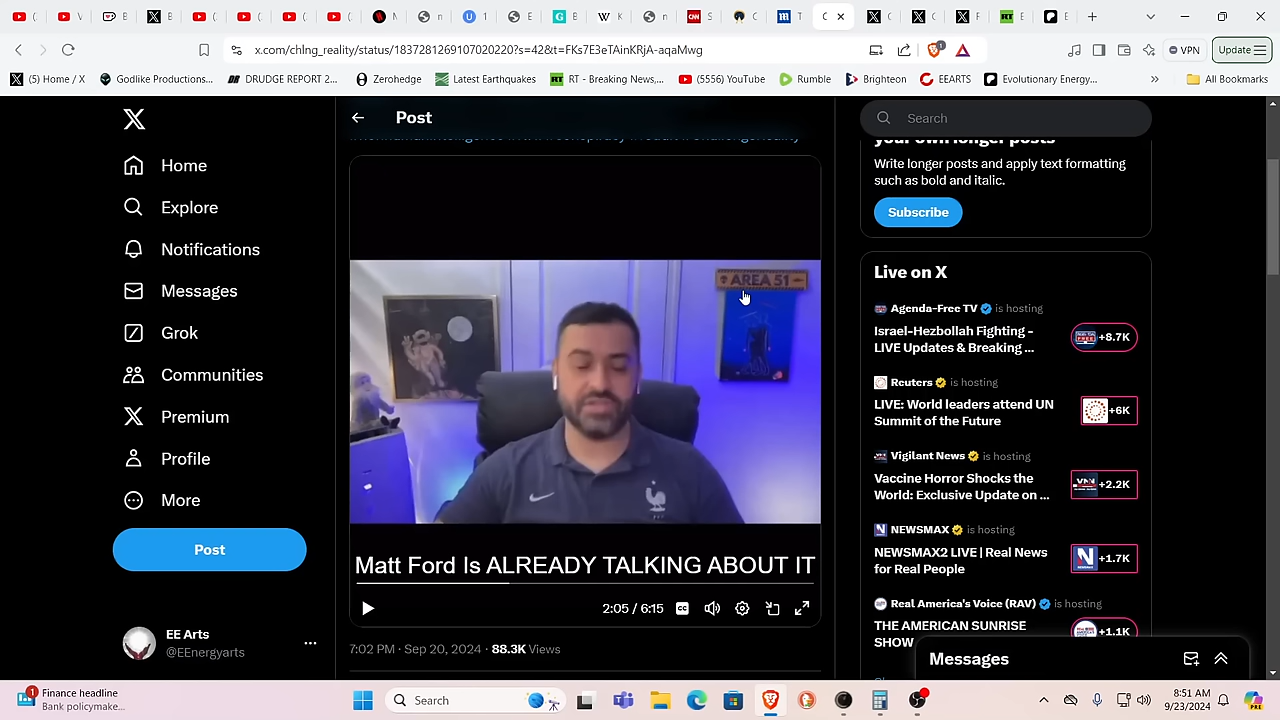 x.com/chlng_reality/status/1837281269107020220?s=42&t=FKs7E3eTAinKRjA-aqaMwg
VPN
Update
(5) Home / X
Godlike Productions...
DRUDGE REPORT 2...
Zerohedge
Latest Earthquakes
RT - Breaking News,...
(5556) YouTube
Rumble
Brighteon
EEARTS
Evolutionary Energy...
All Bookmarks
Home
Explore
Notifications
Messages
Grok
Communities
Premium
Profile
More
Post
EE Arts
@EEnergyarts
Post
AREA 51
Matt Ford Is ALREADY TALKING ABOUT IT
2:05 / 6:15
7:02 PM · Sep 20, 2024 · 88.3K Views
Search
your own longer posts
Write longer posts and apply text formatting
such as bold and italic.
Subscribe
Live on X
Agenda-Free TV is hosting
Israel-Hezbollah Fighting -
LIVE Updates & Breaking ...
+8.7K
Reuters is hosting
LIVE: World leaders attend UN
Summit of the Future
+6K
Vigilant News is hosting
Vaccine Horror Shocks the
World: Exclusive Update on ...
+2.2K
NEWSMAX is hosting
NEWSMAX2 LIVE | Real News
for Real People
+1.7K
Real America's Voice (RAV) is hosting
THE AMERICAN SUNRISE
SHOW
+1.1K
Messages
Finance headline
Bank policymake...
Search
8:51 AM
9/23/2024